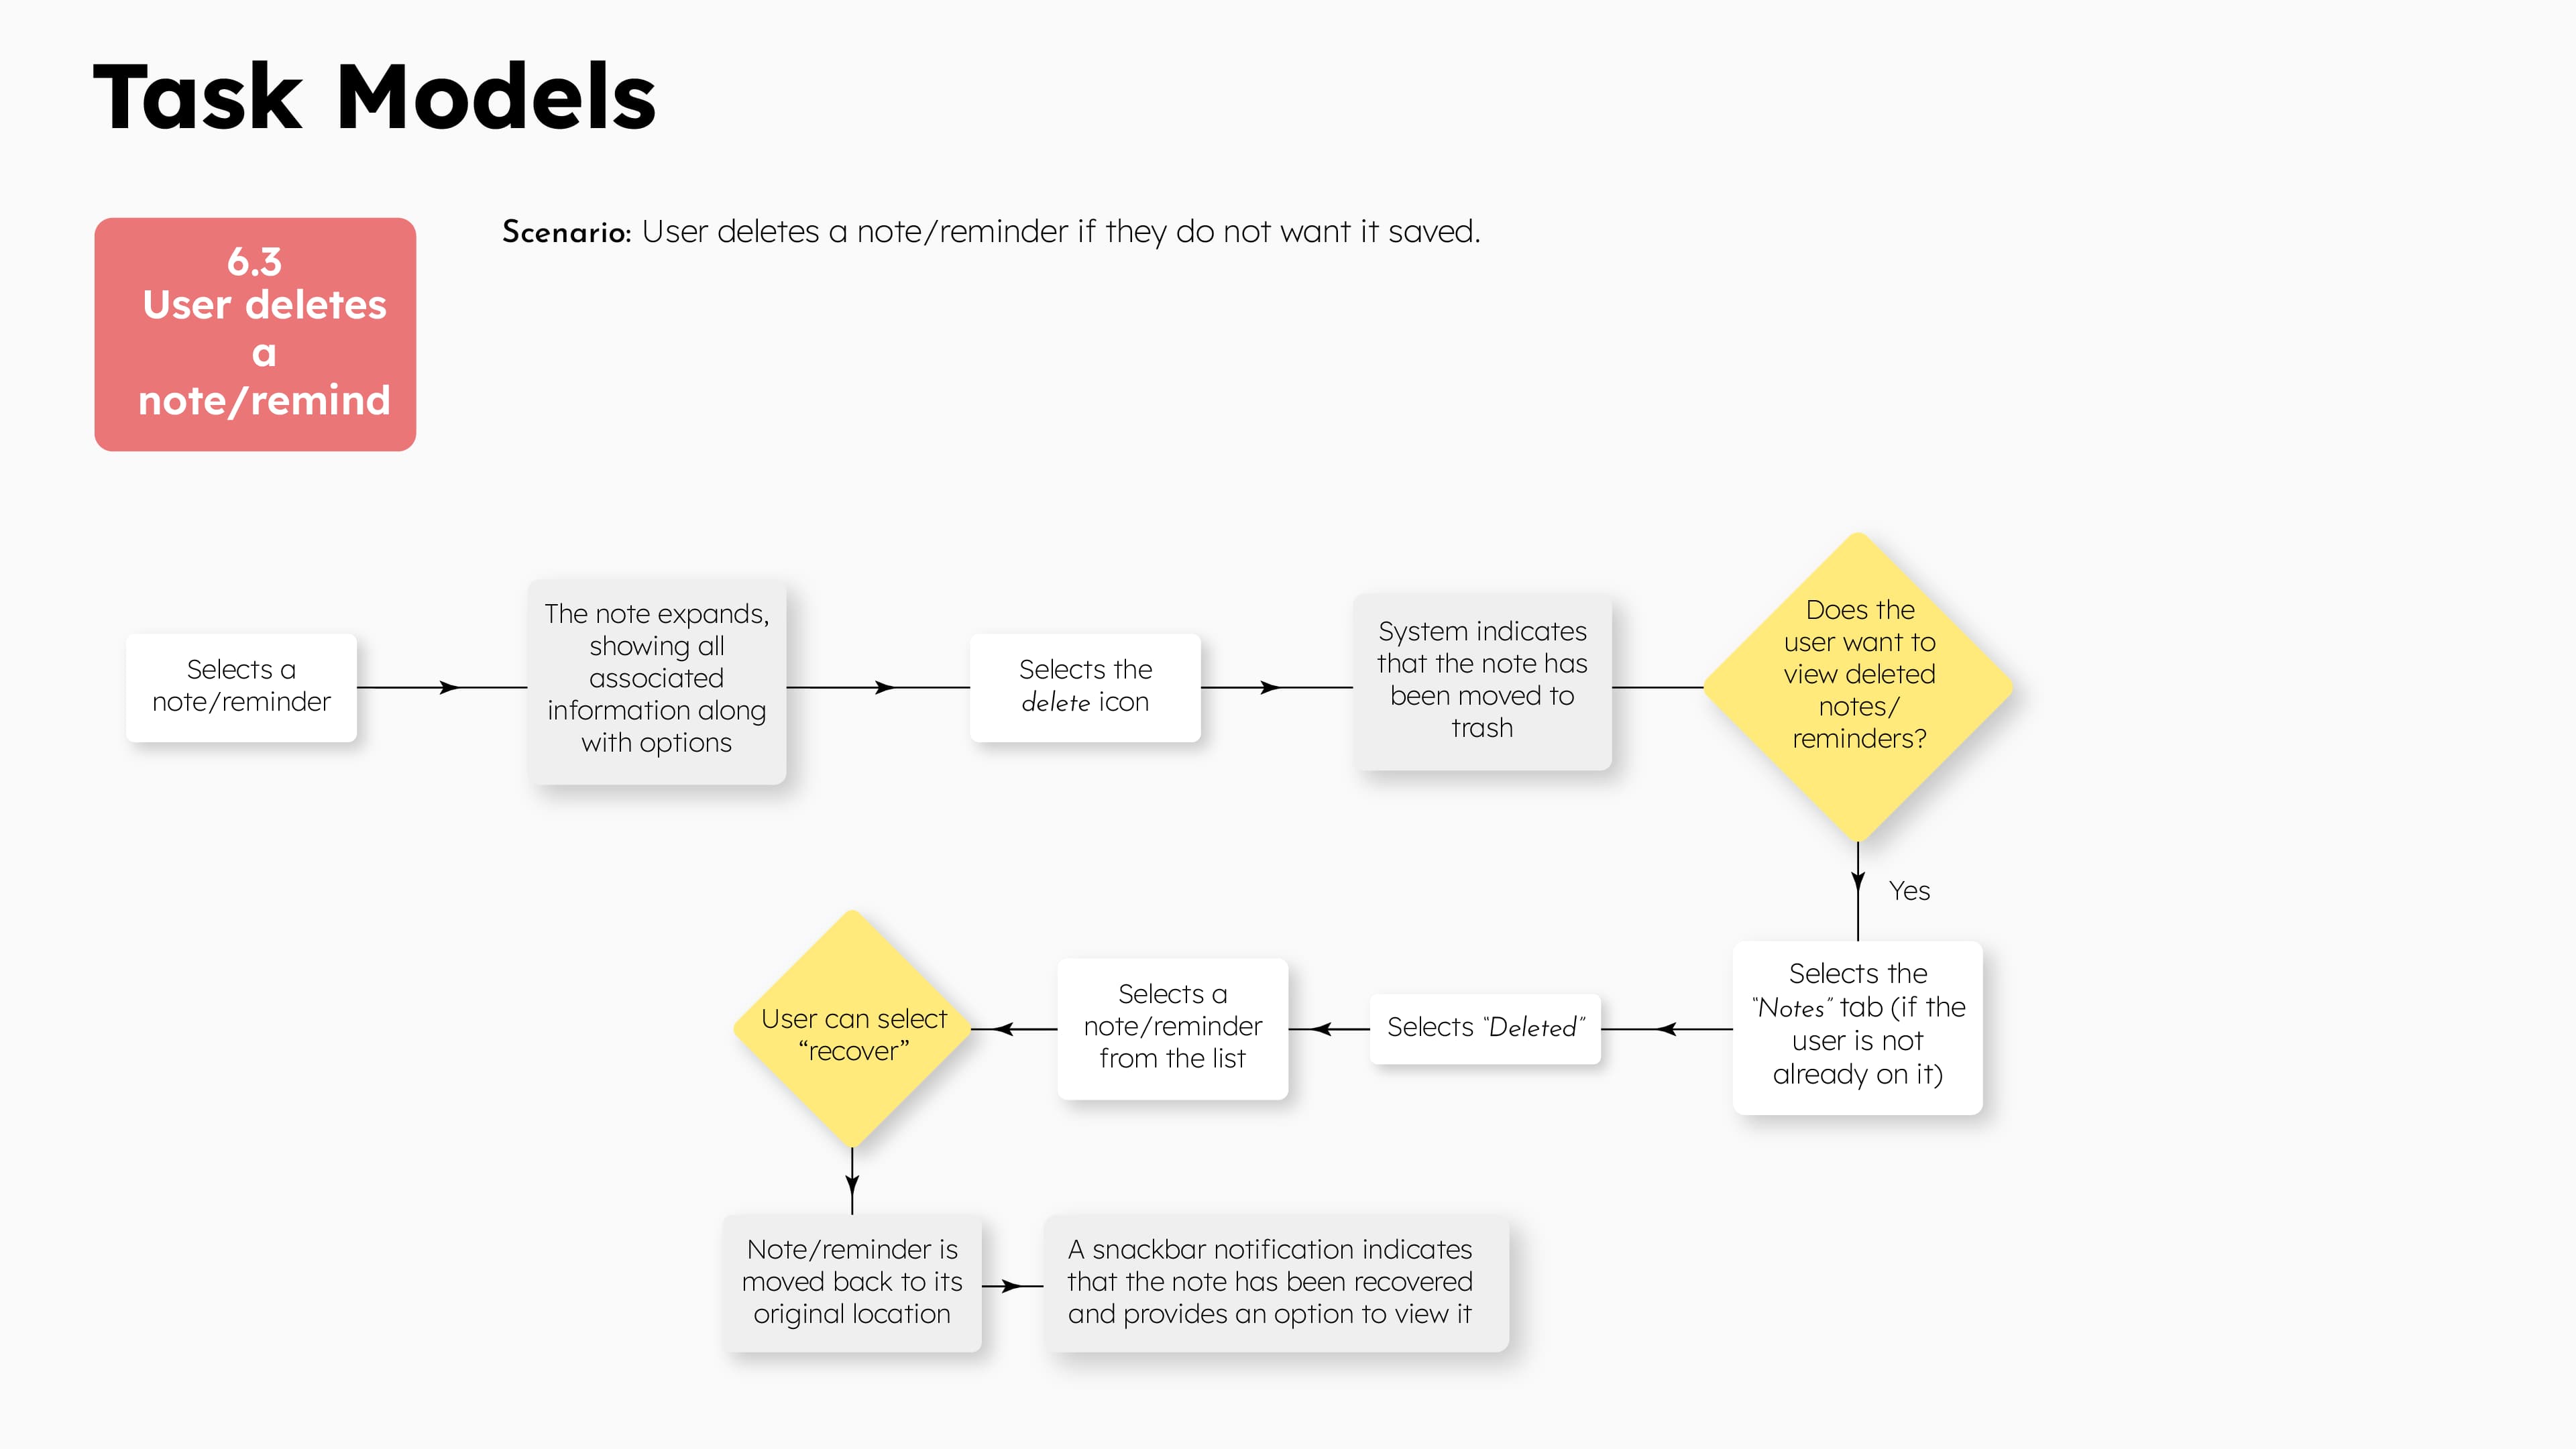 Task Models
6.3
User deletes
a
note/remind
Scenario: User deletes a note/reminder if they do not want it saved.
Selects a
note/reminder
The note expands,
showing all
associated
information along
with options
Selects the
delete icon
System indicates
that the note has
been moved to
trash
Does the
user want to
view deleted
notes/
reminders?
Yes
Selects the
“Notes” tab (if the
user is not
already on it)
Selects “Deleted”
Selects a
note/reminder
from the list
User can select
“recover”
Note/reminder is
moved back to its
original location
A snackbar notification indicates
that the note has been recovered
and provides an option to view it